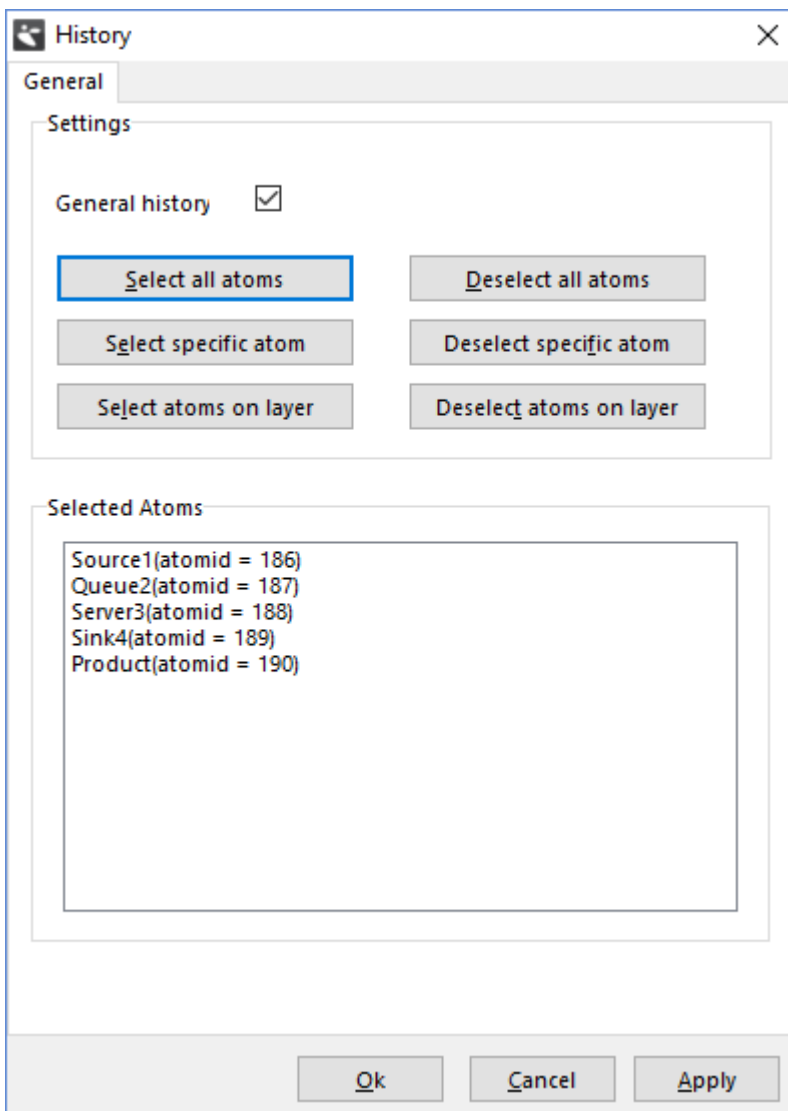 History
General
Settings
General history
Select all atoms Deselect all atoms
Select specific atom Deselect specific atom
Select atoms on layer Deselect atoms on layer
Selected Atoms
Source1(atomid = 186)
Queue2(atomid = 187)
Server3(atomid = 188)
Sink4(atomid = 189)
Product(atomid = 190)
Ok Cancel Apply